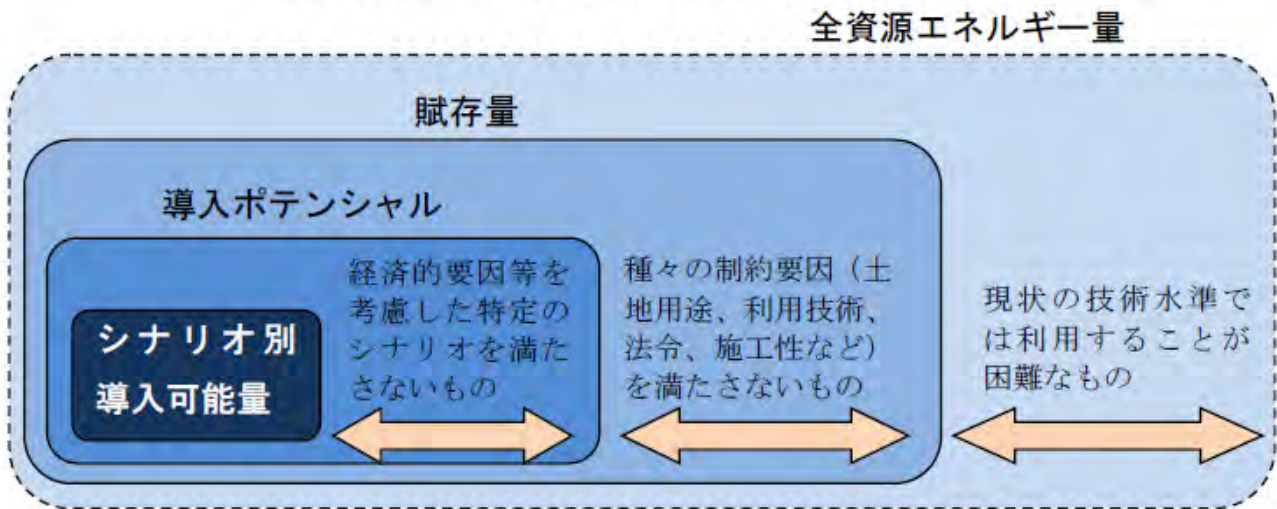 全資源エネルギー量
賦存量
導入ポテンシャル
経済的要因等を
考慮した特定の
シナリオを満た
さないもの
種々の制約要因（土
地用途、利用技術、
法令、施工性など）
を満たさないもの
現状の技術水準で
は利用することが
困難なもの
シナリオ別
導入可能量